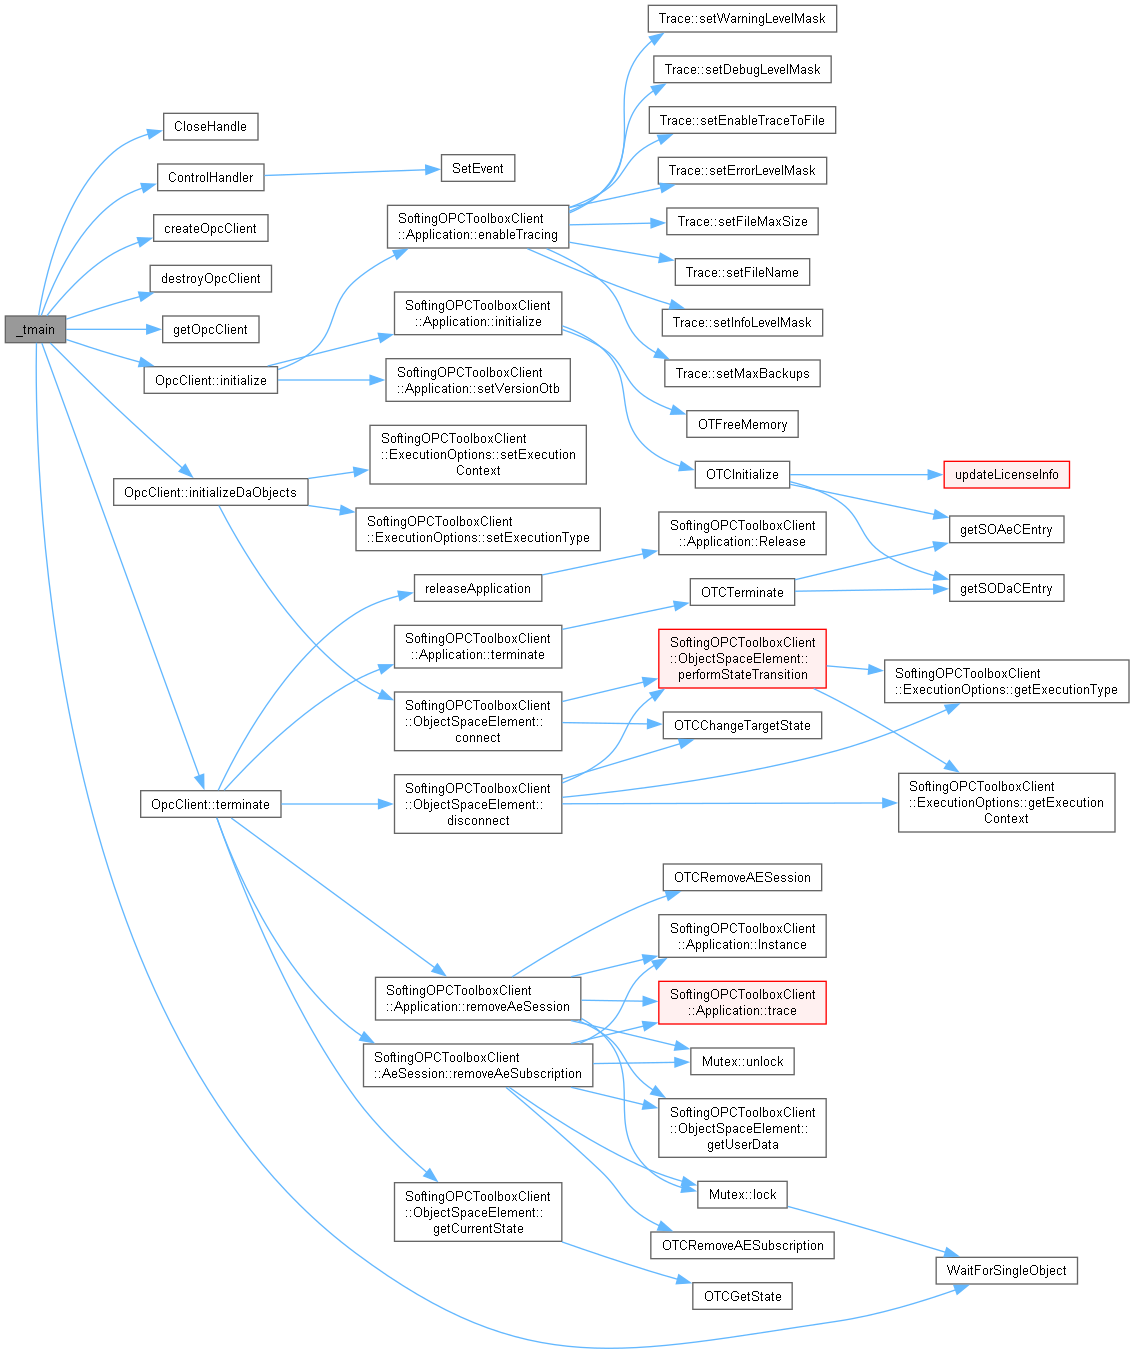 Trace::setWarningLevelMask
Trace::setDebugLevelMask
Trace::setEnableTraceToFile
CloseHandle
SetEvent
Trace::setErrorLevelMask
ControlHandler
SoftingOPCToolboxClient
::Application::enableTracing
Trace::setFileMaxSize
createOpcClient
Trace::setFileName
destroyOpcClient
SoftingOPCToolboxClient
::Application::initialize
Trace::setInfoLevelMask
_tmain
getOpcClient
OpcClient::initialize
SoftingOPCToolboxClient
::Application::setVersionOtb
Trace::setMaxBackups
OTFreeMemory
SoftingOPCToolboxClient
::ExecutionOptions::setExecution
Context
OTCInitialize
updateLicenseInfo
OpcClient::initializeDaObjects
SoftingOPCToolboxClient
::ExecutionOptions::setExecutionType
SoftingOPCToolboxClient
::Application::Release
getSOAeCEntry
releaseApplication
OTCTerminate
getSODaCEntry
SoftingOPCToolboxClient
::Application::terminate
SoftingOPCToolboxClient
::ObjectSpaceElement::
performStateTransition
SoftingOPCToolboxClient
::ExecutionOptions::getExecutionType
SoftingOPCToolboxClient
::ObjectSpaceElement::
connect
OTCChangeTargetState
OpcClient::terminate
SoftingOPCToolboxClient
::ObjectSpaceElement::
disconnect
SoftingOPCToolboxClient
::ExecutionOptions::getExecution
Context
OTCRemoveAESession
SoftingOPCToolboxClient
::Application::Instance
SoftingOPCToolboxClient
::Application::removeAeSession
SoftingOPCToolboxClient
::Application::trace
SoftingOPCToolboxClient
::AeSession::removeAeSubscription
Mutex::unlock
SoftingOPCToolboxClient
::ObjectSpaceElement::
getUserData
Mutex::lock
SoftingOPCToolboxClient
::ObjectSpaceElement::
getCurrentState
OTCRemoveAESubscription
WaitForSingleObject
OTCGetState